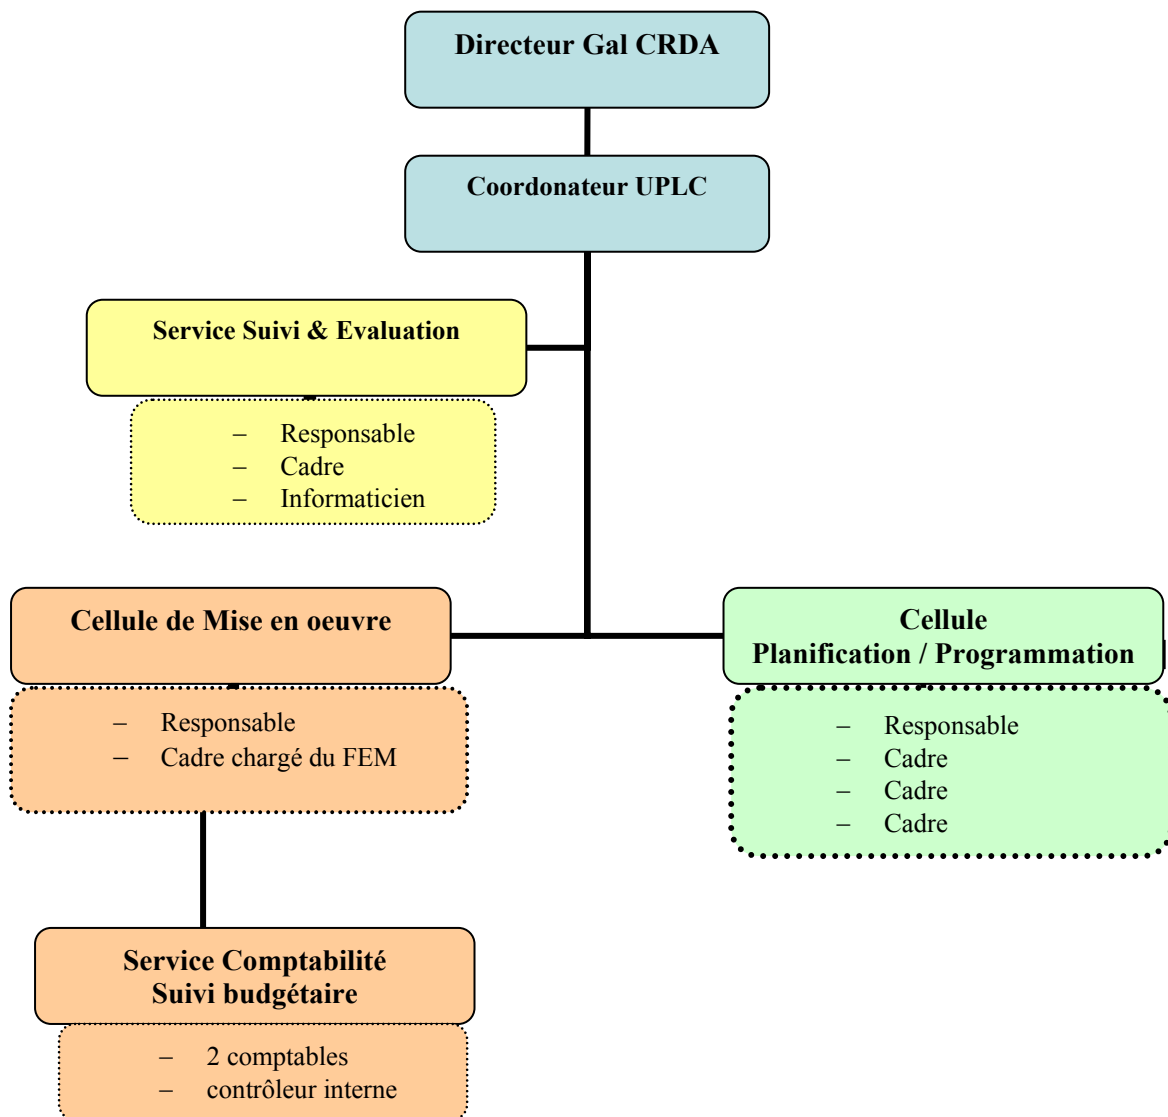 Directeur Gal CRDA
Coordonateur UPLC
Service Suivi & Evaluation
– Responsable
– Cadre
– Informaticien
Cellule de Mise en oeuvre
– Responsable
– Cadre chargé du FEM
Cellule
Planification / Programmation
– Responsable
– Cadre
– Cadre
– Cadre
Service Comptabilité
Suivi budgétaire
– 2 comptables
– contrôleur interne